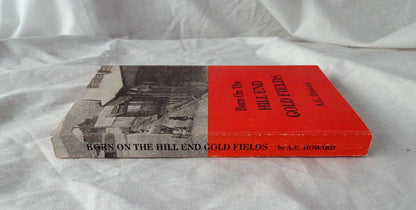 Born On The
HILL END
GOLD FIELDS
A.E. Howard
BORN ON THE HILL END GOLD FIELDS by A.E. HOWARD